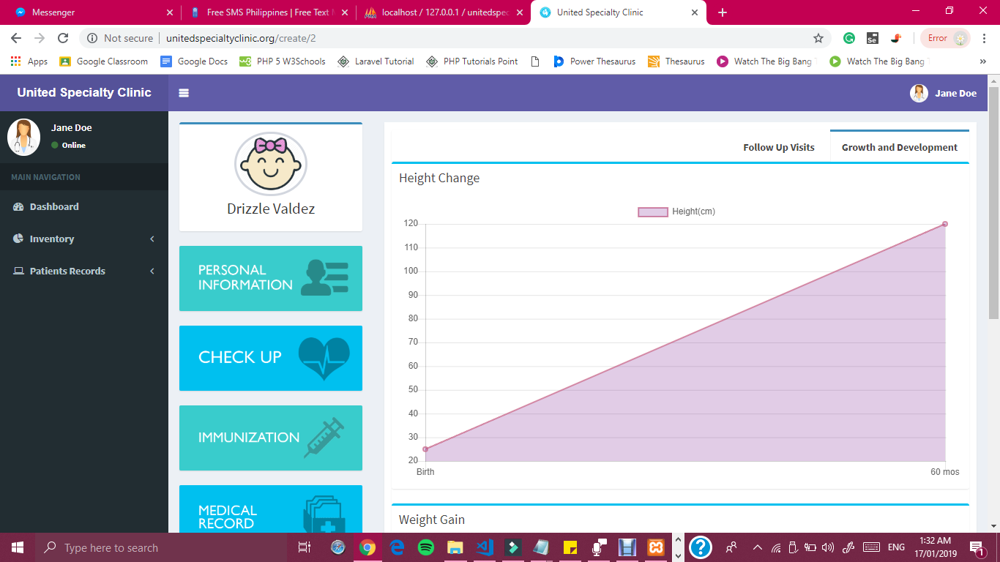 Messenger
Free SMS Philippines | Free Text
localhost / 127.0.0.1 / unitedspec
United Specialty Clinic
Not secure
unitedspecialtyclinic.org/create/2
Se
Error
Apps
Google Classroom
Google Docs
PHP 5 W3Schools
Laravel Tutorial
PHP Tutorials Point
Power Thesaurus
Thesaurus
Watch The Big Bang
Watch The Big Bang
United Specialty Clinic
Jane Doe
Jane Doe
Online
MAIN NAVIGATION
Dashboard
Inventory
Patients Records
Drizzle Valdez
PERSONAL
INFORMATION
CHECK UP
IMMUNIZATION
MEDICAL
RECORD
Follow Up Visits
Growth and Development
Height Change
Height(cm)
120
110
100
90
80
70
60
50
40
30
20
Birth
60 mos
Weight Gain
Type here to search
ENG
1:32 AM
17/01/2019
1